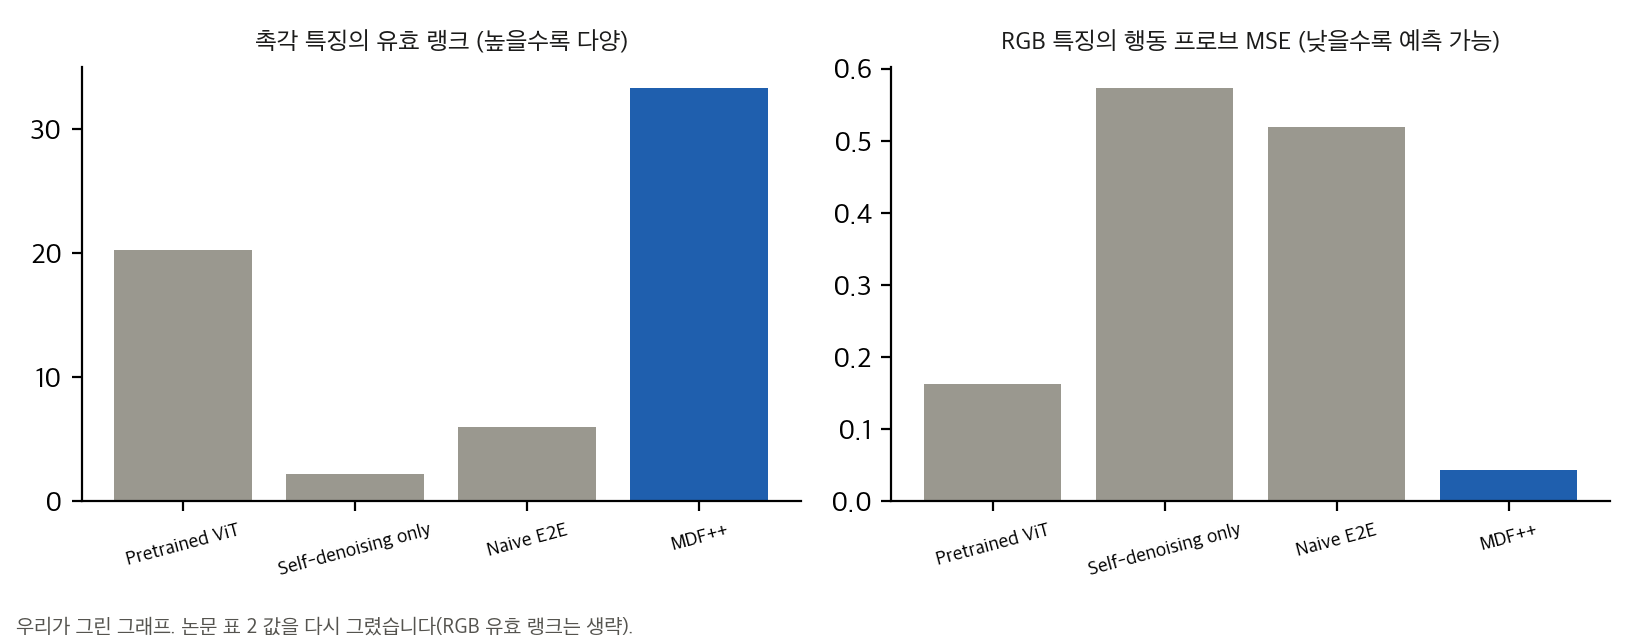 촉각 특징의 유효 랭크 (높을수록 다양)
30
20
10
0
Pretrained ViT
Self-denoising only
Naive E2E
MDF++
RGB 특징의 행동 프로브 MSE (낮을수록 예측 가능)
0.6
0.5
0.4
0.3
0.2
0.1
0.0
Pretrained ViT
Self-denoising only
Naive E2E
MDF++
우리가 그린 그래프. 논문 표 2 값을 다시 그렸습니다(RGB 유효 랭크는 생략).